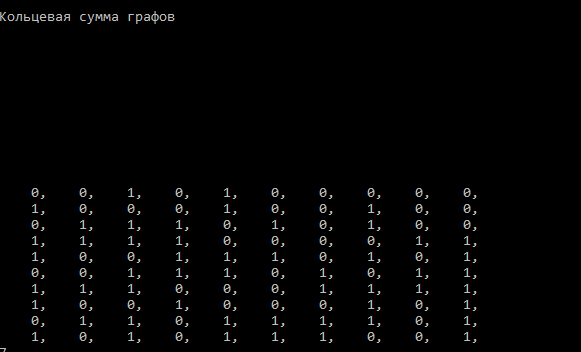 Кольцевая сумма графов
0, 0, 1, 0, 1, 0, 0, 0, 0, 0,
1, 0, 0, 0, 1, 0, 0, 1, 0, 0,
0, 1, 1, 1, 0, 1, 0, 1, 0, 0,
1, 1, 1, 1, 0, 0, 0, 0, 1, 1,
1, 0, 0, 1, 1, 1, 0, 1, 0, 1,
0, 0, 1, 1, 1, 0, 1, 0, 1, 1,
1, 1, 1, 0, 0, 0, 1, 1, 1, 1,
1, 0, 0, 1, 0, 0, 0, 1, 0, 1,
0, 1, 1, 0, 1, 1, 1, 1, 0, 1,
1, 0, 1, 0, 1, 1, 1, 0, 0, 1,